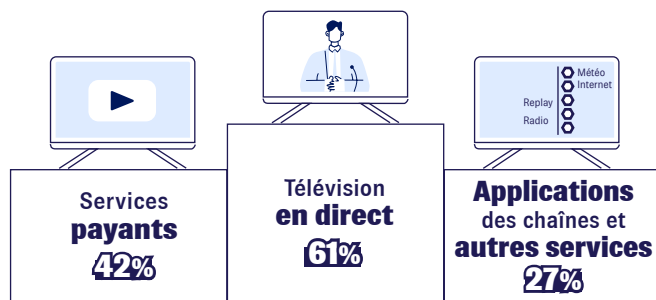 Météo
Internet
Replay
Radio
Services
payants
42%
Télévision
en direct
61%
Applications
des chaînes et
autres services
27%